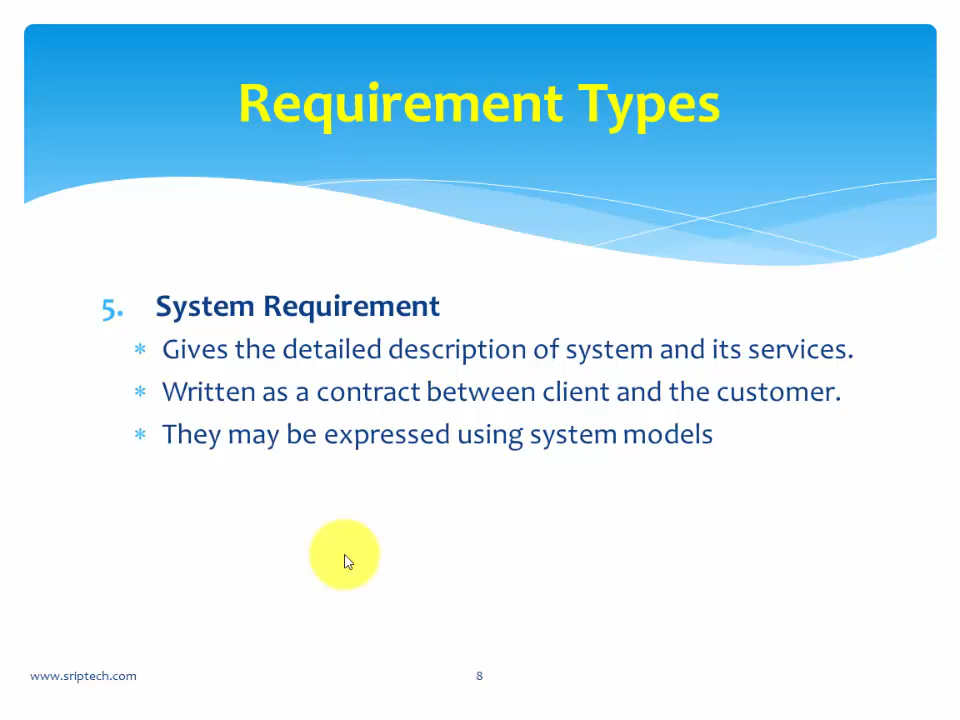 Requirement Types
5. System Requirement
* Gives the detailed description of system and its services.
* Written as a contract between client and the customer.
* They may be expressed using system models
www.sriptech.com
8